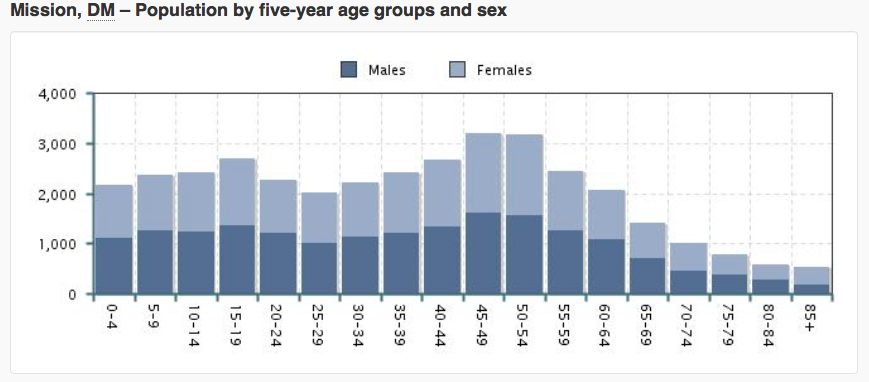 Mission, DM – Population by five-year age groups and sex
Males Females
4,000
3,000
2,000
1,000
0
0-4 5-9 10-14 15-19 20-24 25-29 30-34 35-39 40-44 45-49 50-54 55-59 60-64 65-69 70-74 75-79 80-84 85+